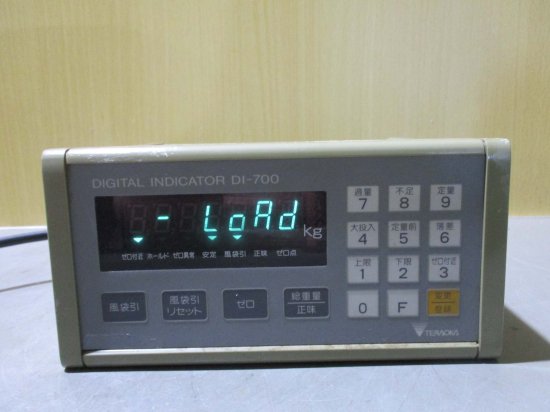 DIGITAL INDICATOR DI-700
- LoAd
Kg
ゼロ付近 ホールド ゼロ異常 安定 風袋引 正味 ゼロ点
風袋引
風袋引
リセット
ゼロ
総重量
正味
過量
7
不足
8
定量
9
大投入
4
定量前
5
落差
6
上限
1
下限
2
ゼロ付近
3
0
F
変更
登録
TERAOKA